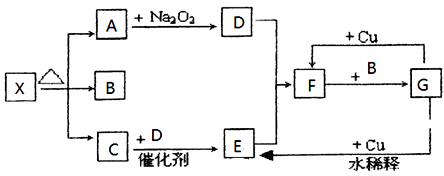 A + Na₂O₂ D
+ Cu
X △ B F + B G
C + D 催化剂 E
+ Cu 水稀释